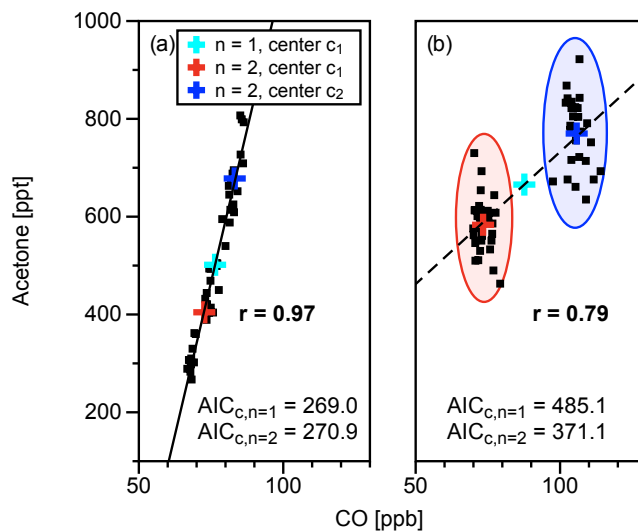 1000
800
600
400
200
Acetone [ppt]
(a)
n = 1, center c₁
n = 2, center c₁
n = 2, center c₂
r = 0.97
AICc,n=1 = 269.0
AICc,n=2 = 270.9
50
100
(b)
r = 0.79
AICc,n=1 = 485.1
AICc,n=2 = 371.1
50
100
CO [ppb]